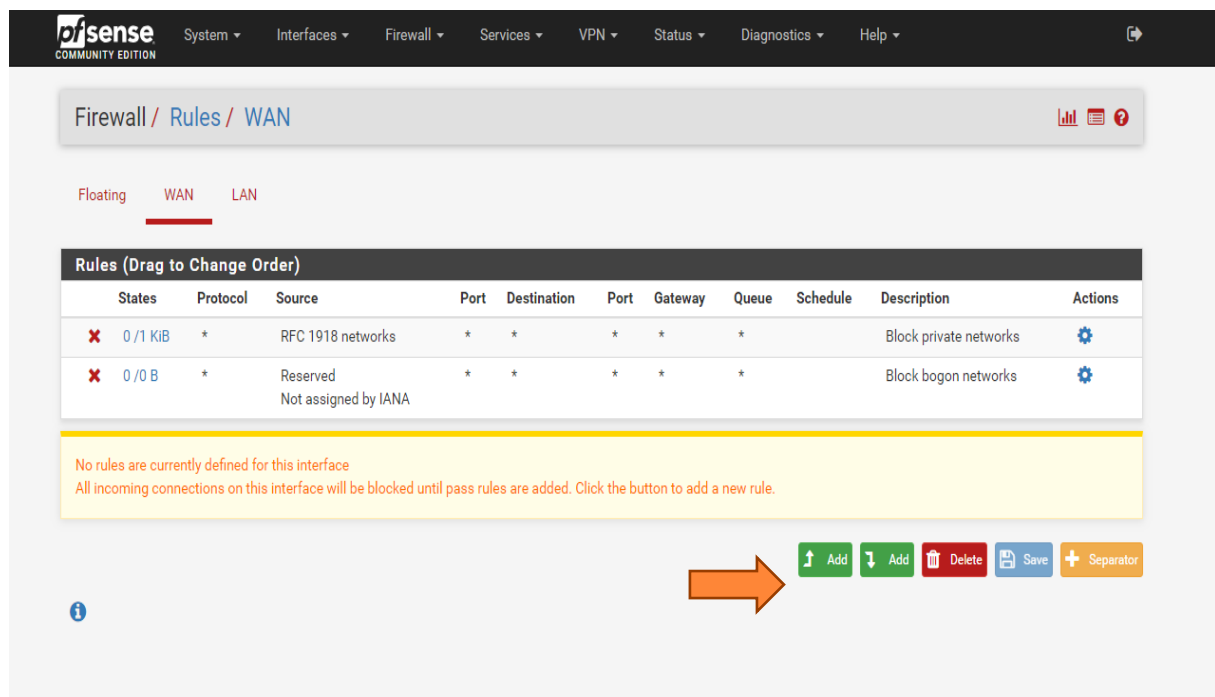 pfsense System Interfaces Firewall Services VPN Status Diagnostics Help
COMMUNITY EDITION
Firewall / Rules / WAN
Floating WAN LAN
Rules (Drag to Change Order)
States Protocol Source Port Destination Port Gateway Queue Schedule Description Actions
0 /1 KiB * RFC 1918 networks * * * * * Block private networks
0 /0 B * Reserved * * * * * Block bogon networks
Not assigned by IANA
No rules are currently defined for this interface
All incoming connections on this interface will be blocked until pass rules are added. Click the button to add a new rule.
Add Add Delete Save Separator